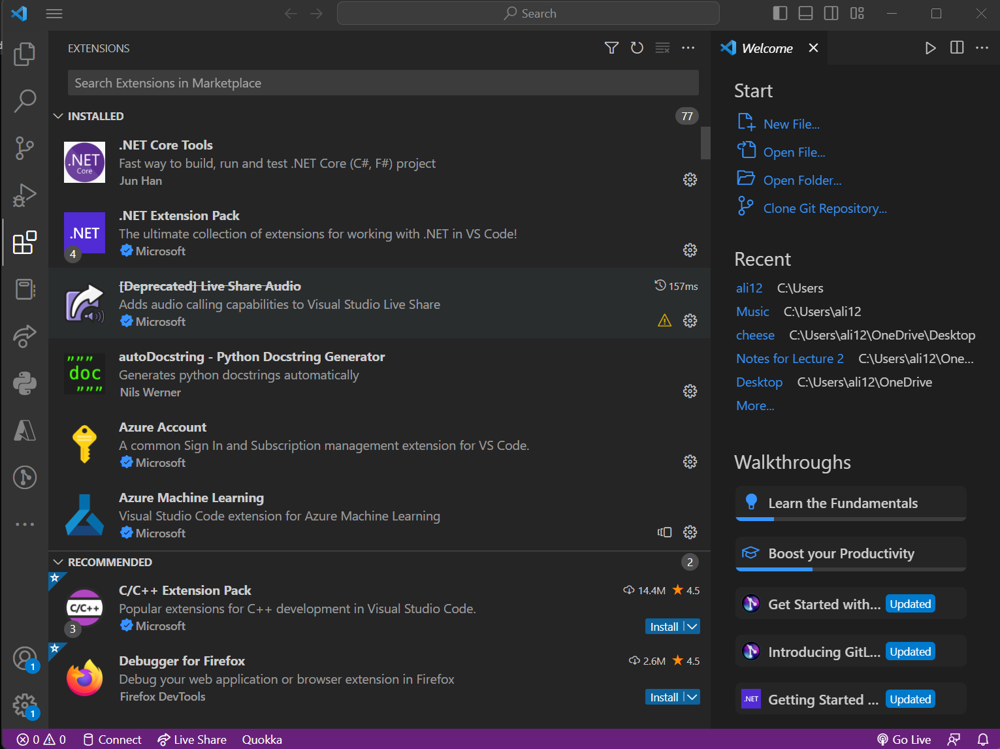 Search
EXTENSIONS
Search Extensions in Marketplace
INSTALLED
77
.NET
Core
.NET Core Tools
Fast way to build, run and test .NET Core (C#, F#) project
Jun Han
.NET
4
.NET Extension Pack
The ultimate collection of extensions for working with .NET in VS Code!
Microsoft
[Deprecated] Live Share Audio
157ms
Adds audio calling capabilities to Visual Studio Live Share
Microsoft
"""
doc
"""
autoDocstring - Python Docstring Generator
Generates python docstrings automatically
Nils Werner
Azure Account
A common Sign In and Subscription management extension for VS Code.
Microsoft
Azure Machine Learning
Visual Studio Code extension for Azure Machine Learning
Microsoft
RECOMMENDED
2
C/C++
3
C/C++ Extension Pack
14.4M 4.5
Popular extensions for C++ development in Visual Studio Code.
Microsoft
Install
Debugger for Firefox
2.6M 4.5
Debug your web application or browser extension in Firefox
Firefox DevTools
Install
1
1
Welcome
Start
New File...
Open File...
Open Folder...
Clone Git Repository...
Recent
ali12 C:\Users
Music C:\Users\ali12
cheese C:\Users\ali12\OneDrive\Desktop
Notes for Lecture 2 C:\Users\ali12\One...
Desktop C:\Users\ali12\OneDrive
More...
Walkthroughs
Learn the Fundamentals
Boost your Productivity
Get Started with... Updated
Introducing GitL... Updated
.NET Getting Started ... Updated
0 0 Connect Live Share Quokka Go Live